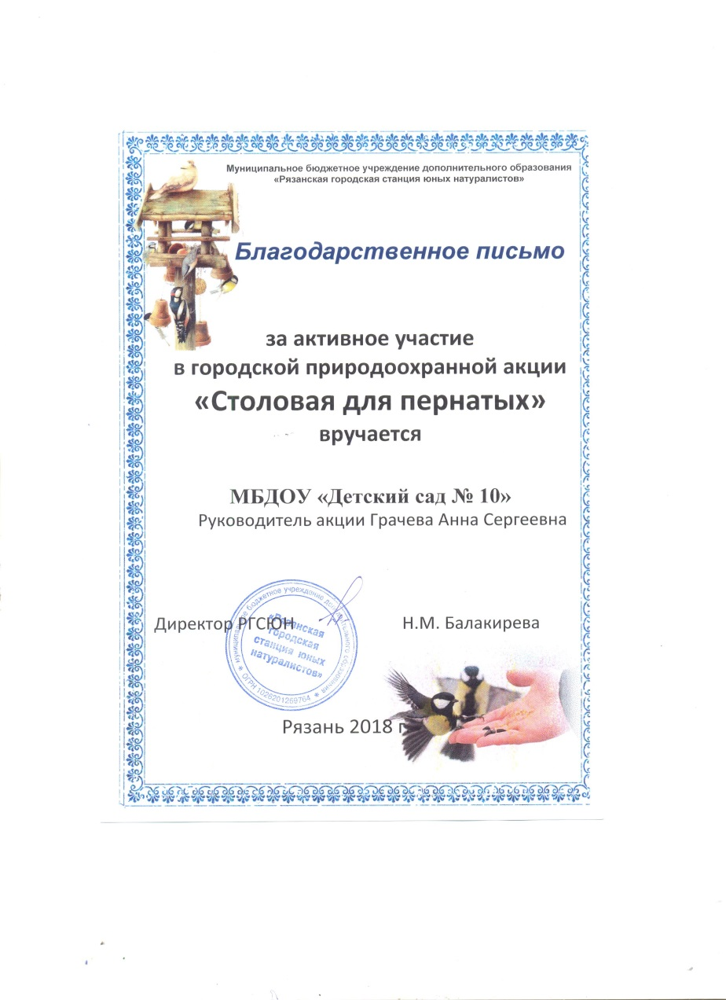 Муниципальное бюджетное учреждение дополнительного образования
«Рязанская городская станция юных натуралистов»
Благодарственное письмо
за активное участие
в городской природоохранной акции
«Столовая для пернатых»
вручается
МБДОУ «Детский сад № 10»
Руководитель акции Грачева Анна Сергеевна
Директор РГСЮН Н.М. Балакирева
муниципальное бюджетное учреждение дополнительного образования
ОГРН 1026201269764
«Рязанская
городская
станция юных
натуралистов»
Рязань 2018 г